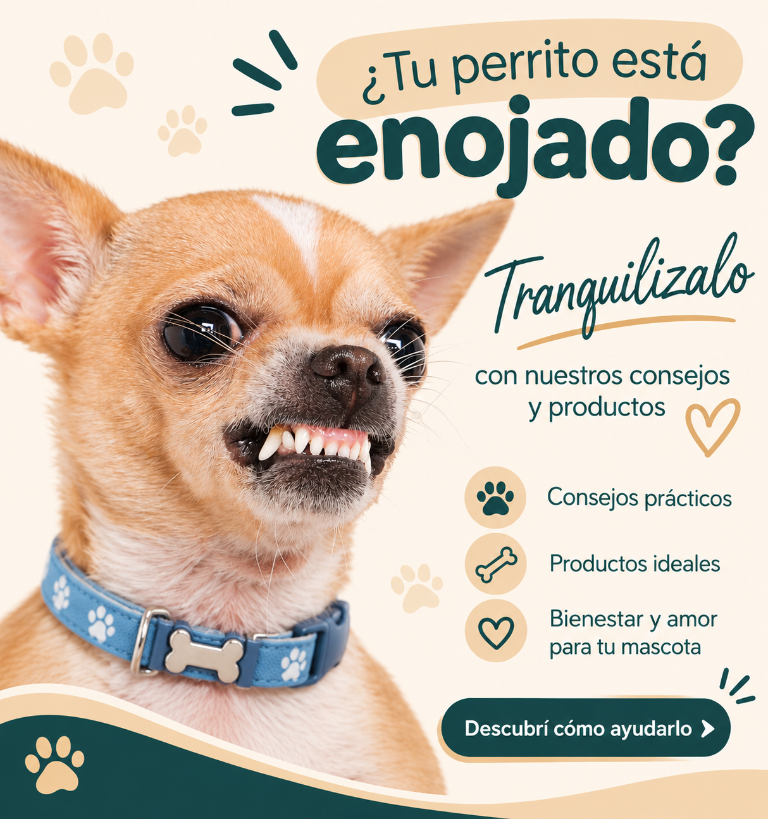 ¿Tu perrito está
enojado?
Tranquilizalo
con nuestros consejos
y productos
Consejos prácticos
Productos ideales
Bienestar y amor
para tu mascota
Descubrí cómo ayudarlo